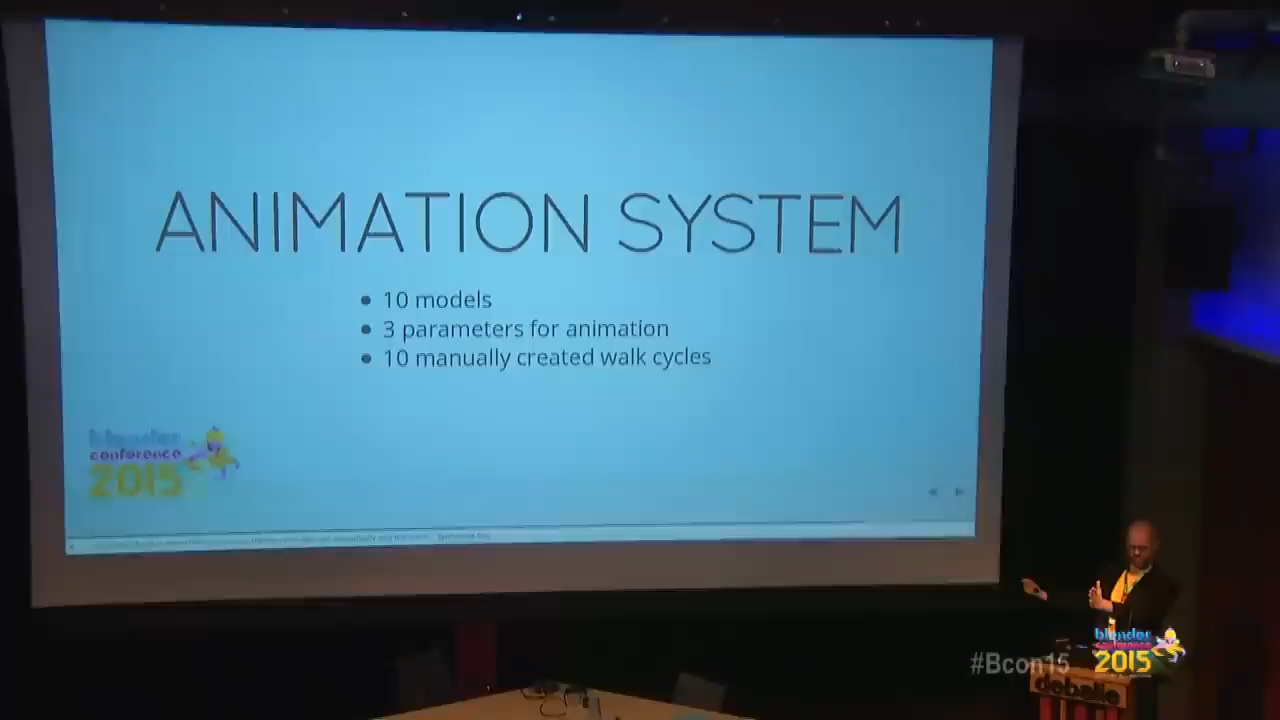 ANIMATION SYSTEM
10 models
3 parameters for animation
10 manually created walk cycles
blender
conference
2015
#Bcon15
blender
conference
2015
debalie